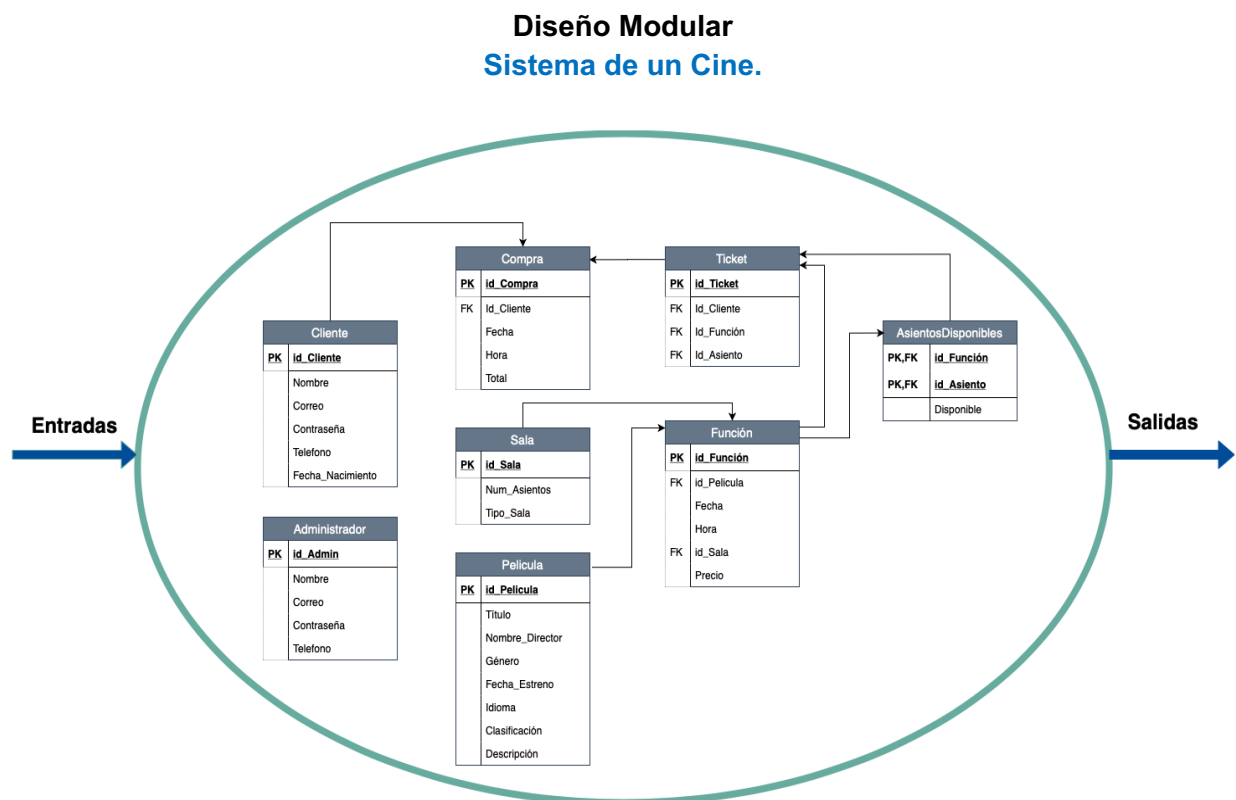 Diseño Modular
Sistema de un Cine.
Entradas
Salidas
Cliente
PK id_Cliente
Nombre
Correo
Contraseña
Telefono
Fecha_Nacimiento
Administrador
PK id_Admin
Nombre
Correo
Contraseña
Telefono
Compra
PK id_Compra
FK Id_Cliente
Fecha
Hora
Total
Sala
PK id_Sala
Num_Asientos
Tipo_Sala
Pelicula
PK id_Pelicula
Título
Nombre_Director
Género
Fecha_Estreno
Idioma
Clasificación
Descripción
Ticket
PK id_Ticket
FK Id_Cliente
FK Id_Función
FK Id_Asiento
Función
PK id_Función
FK id_Pelicula
Fecha
Hora
FK id_Sala
Precio
AsientosDisponibles
PK,FK id_Función
PK,FK id_Asiento
Disponible